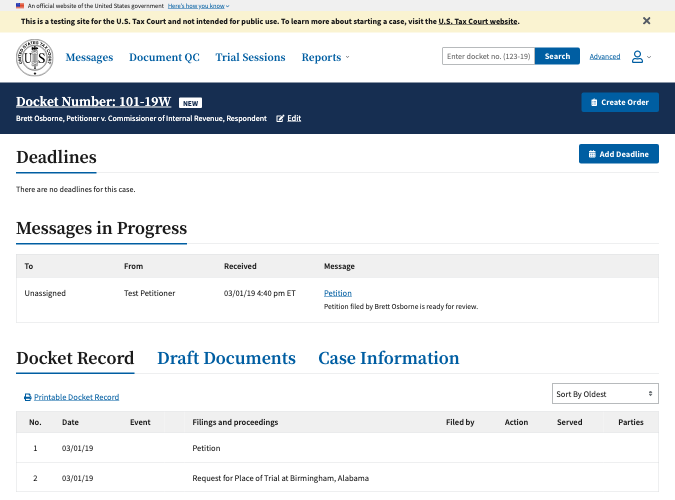 An official website of the United States government Here's how you know
This is a testing site for the U.S. Tax Court and not intended for public use. To learn more about starting a case, visit the U.S. Tax Court website.
Messages Document QC Trial Sessions Reports Enter docket no. (123-19) Search Advanced
Docket Number: 101-19W NEW Create Order
Brett Osborne, Petitioner v. Commissioner of Internal Revenue, Respondent Edit
Deadlines Add Deadline
There are no deadlines for this case.
Messages in Progress
To From Received Message
Unassigned Test Petitioner 03/01/19 4:40 pm ET Petition
Petition filed by Brett Osborne is ready for review.
Docket Record Draft Documents Case Information
Printable Docket Record Sort By Oldest
No. Date Event Filings and proceedings Filed by Action Served Parties
1 03/01/19 Petition
2 03/01/19 Request for Place of Trial at Birmingham, Alabama